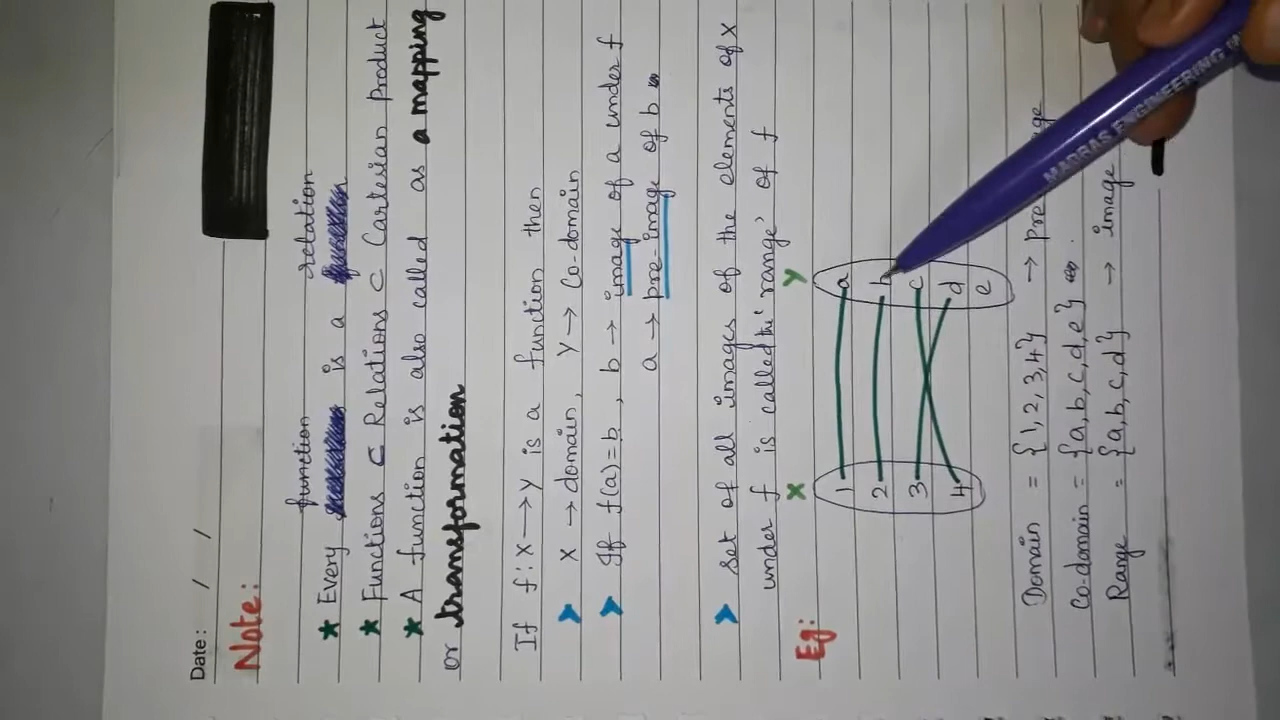 Date: / /
Note:
★ Every function is a relation
★ Functions ⊂ Relations ⊂ Cartesian product
★ A function is also called as a mapping
or transformation
If f: X → Y is a function then
➤ X → domain, Y → Co-domain
➤ If f(a)=b, b → image of a under f
a → pre-image of b
➤ set of all images of the elements of X
under f is called the 'range' of f
Eg:
X Y
1 a
2 b
3 c
4 d
e
Domain = {1,2,3,4} → pre
Co-domain = {a,b,c,d,e}
Range = {a,b,c,d} → image
MADRAS ENGINEERING